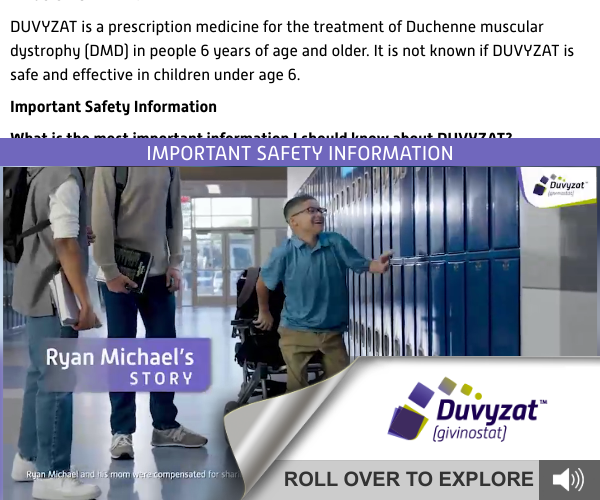 DUVYZAT is a prescription medicine for the treatment of Duchenne muscular
dystrophy (DMD) in people 6 years of age and older. It is not known if DUVYZAT is
safe and effective in children under age 6.
Important Safety Information
What is the most important information I should know about DUVYZAT?
IMPORTANT SAFETY INFORMATION
Duvyzat™
(givinostat)
Ryan Michael's
STORY
Duvyzat™
(givinostat)
Ryan Michael and his mom were compensated for
ROLL OVER TO EXPLORE